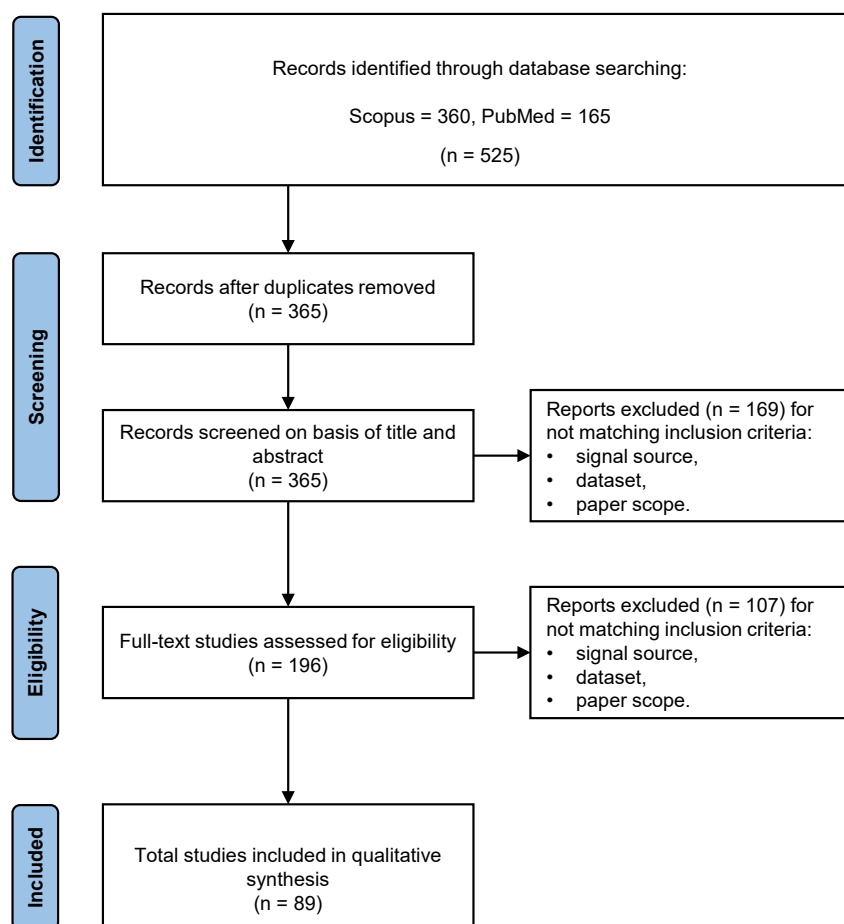 Identification
Records identified through database searching:
Scopus = 360, PubMed = 165
(n = 525)
Screening
Records after duplicates removed
(n = 365)
Records screened on basis of title and
abstract
(n = 365)
Reports excluded (n = 169) for
not matching inclusion criteria:
• signal source,
• dataset,
• paper scope.
Eligibility
Full-text studies assessed for eligibility
(n = 196)
Reports excluded (n = 107) for
not matching inclusion criteria:
• signal source,
• dataset,
• paper scope.
Included
Total studies included in qualitative
synthesis
(n = 89)